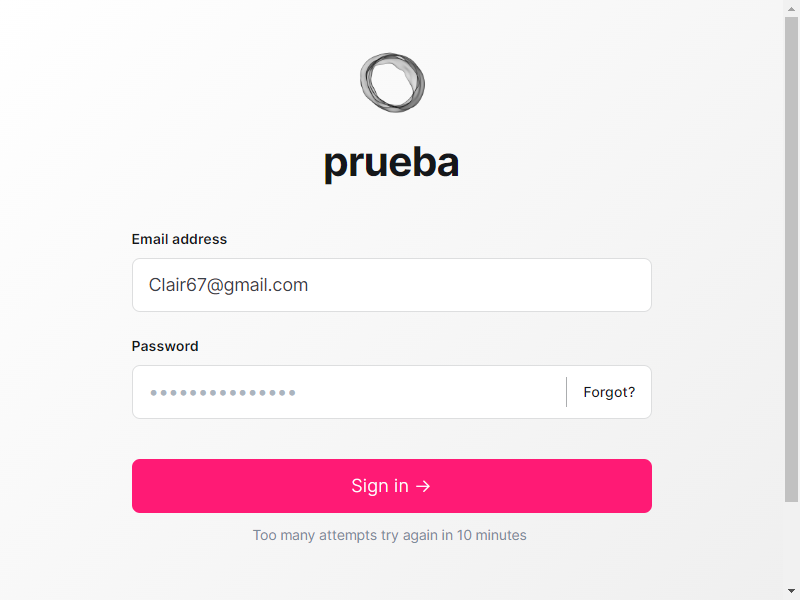 prueba
Email address
Clair67@gmail.com
Password
●●●●●●●●●●●●●●●
Forgot?
Sign in →
Too many attempts try again in 10 minutes